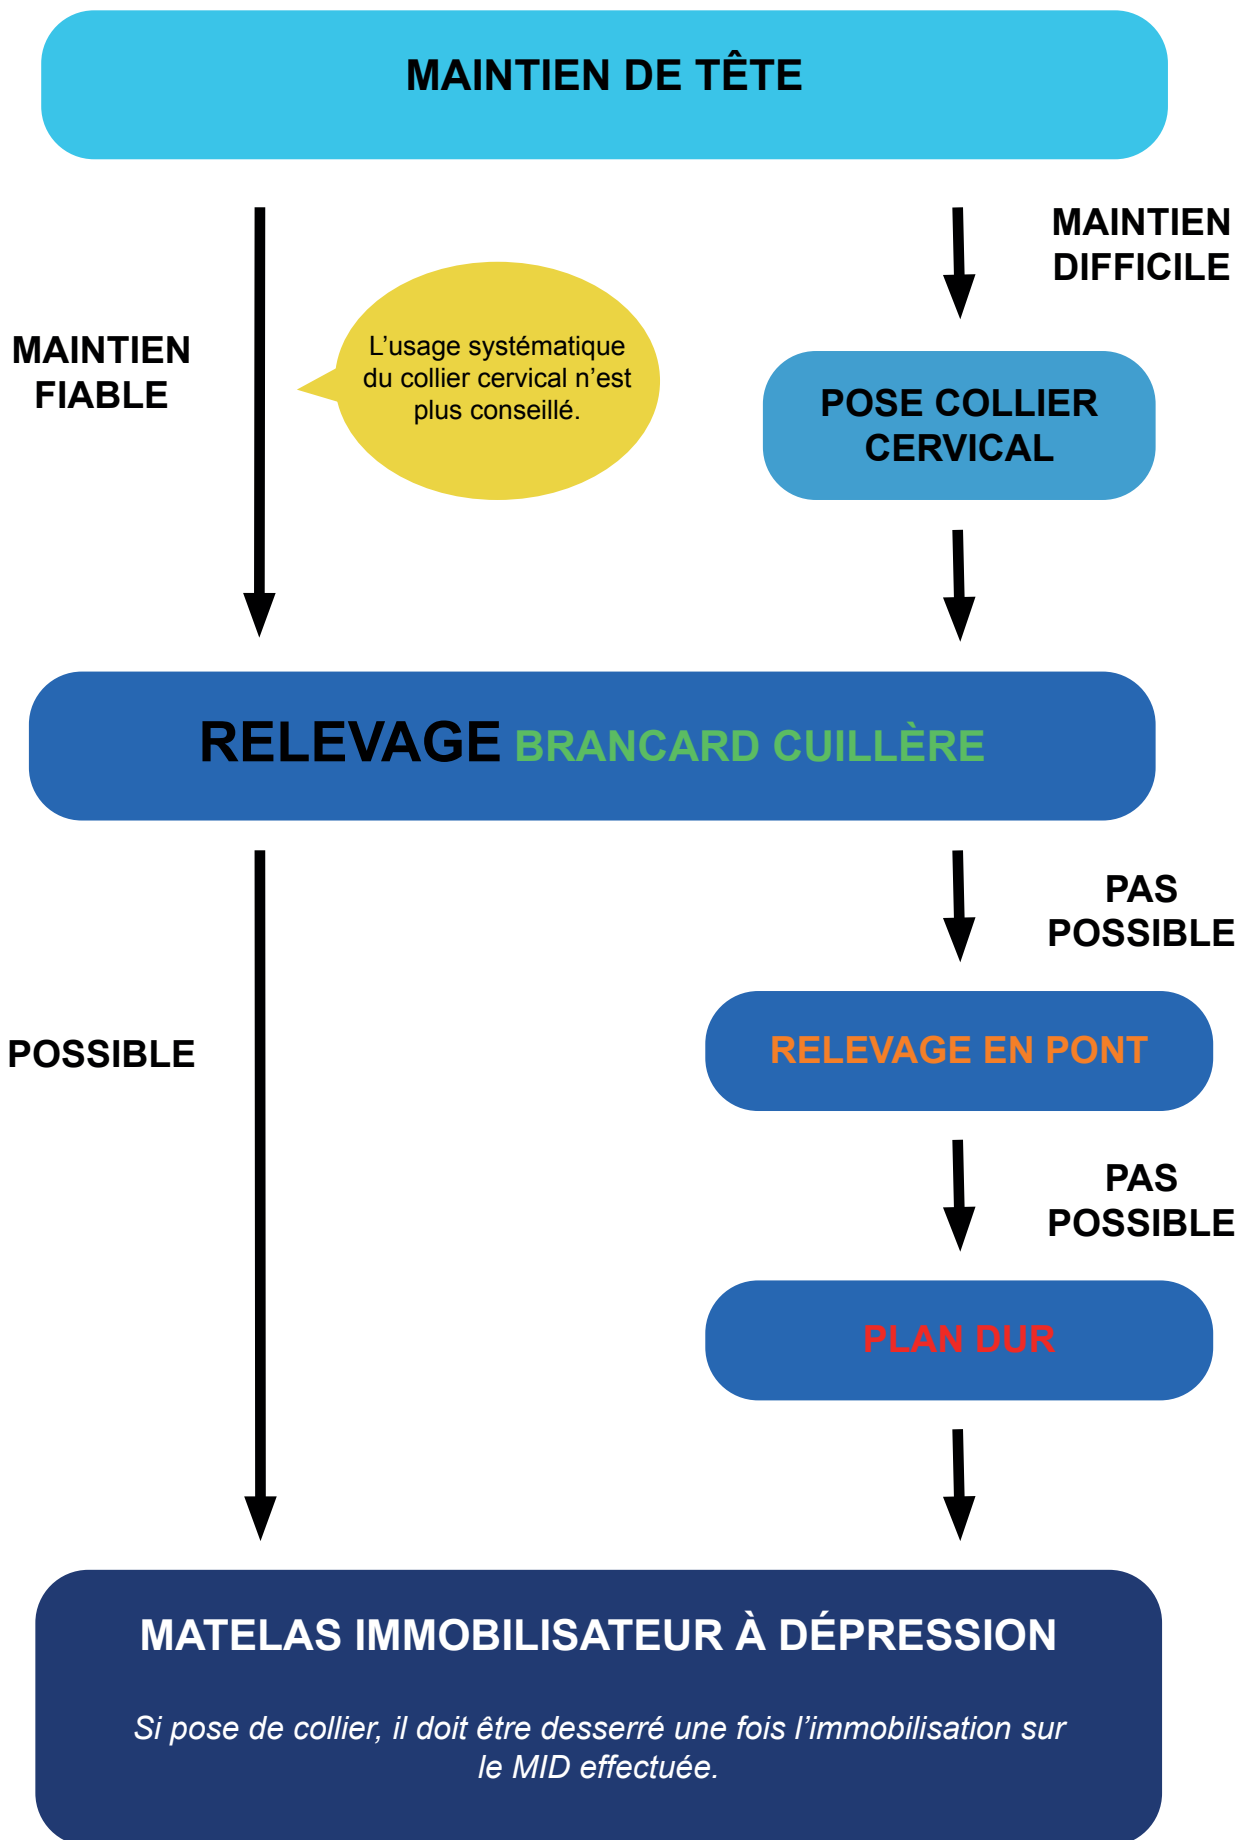 MAINTIEN DE TÊTE
MAINTIEN
DIFFICILE
MAINTIEN
FIABLE
L’usage systématique
du collier cervical n’est
plus conseillé.
POSE COLLIER
CERVICAL
RELEVAGE BRANCARD CUILLÈRE
PAS
POSSIBLE
POSSIBLE
RELEVAGE EN PONT
PAS
POSSIBLE
PLAN DUR
MATELAS IMMOBILISATEUR À DÉPRESSION
Si pose de collier, il doit être desserré une fois l’immobilisation sur
le MID effectuée.